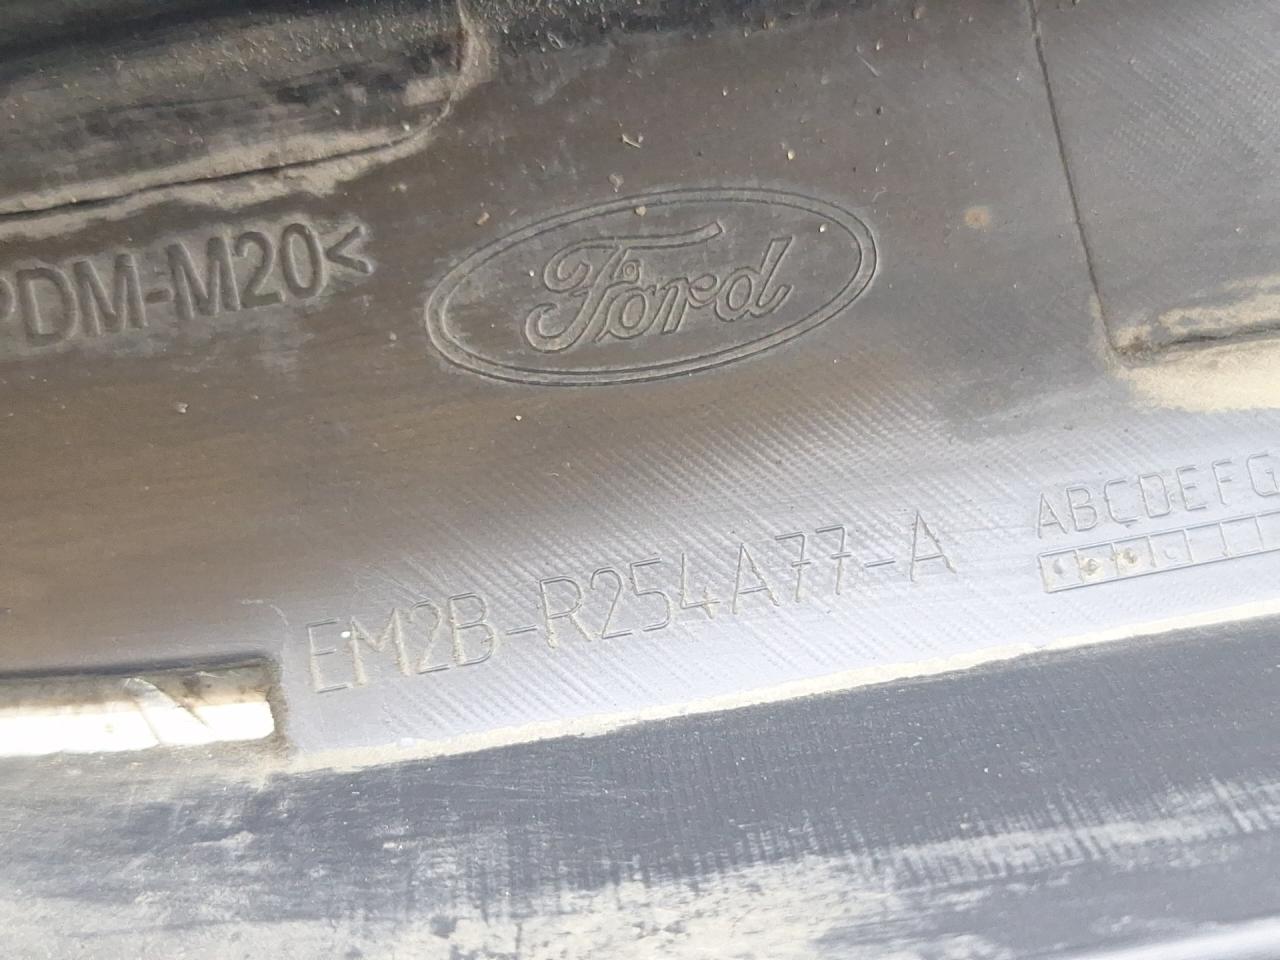 PDM-M20<
Ford
EM2B-R254A77-A
ABCDEFG